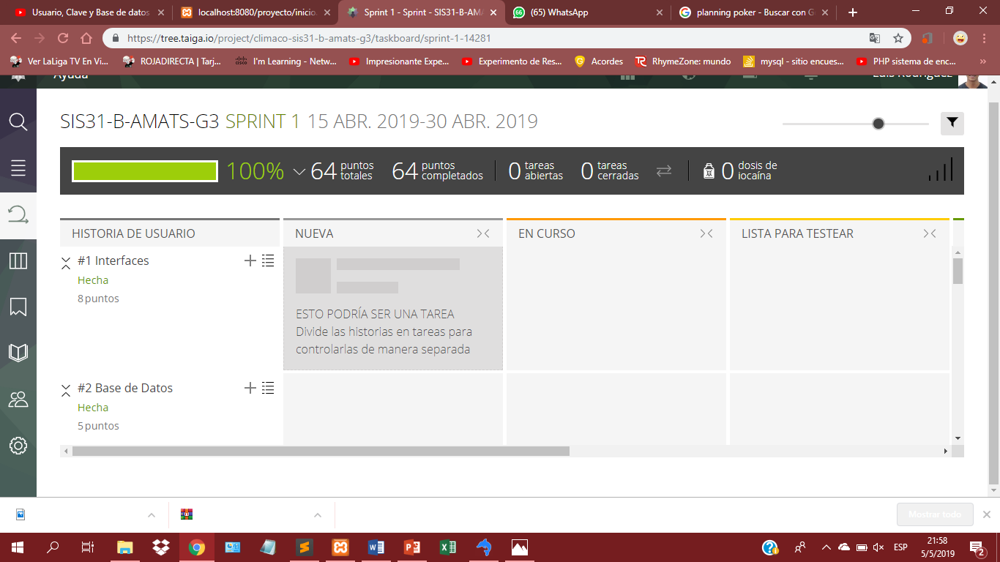 Usuario, Clave y Base de datos
localhost:8080/proyecto/inicio.
Sprint 1 - Sprint - SIS31-B-AMA
66
(65) WhatsApp
planning poker - Buscar con G
https://tree.taiga.io/project/climaco-sis31-b-amats-g3/taskboard/sprint-1-14281
Ver LaLiga TV En Vi...
ROJADIRECTA | Tarj...
cisco
I'm Learning - Netw...
Impresionante Expe...
Experimento de Res...
Acordes
RhymeZone: mundo
mysql - sitio encues...
PHP sistema de enc...
Ayuda
Luis Rodriguez
SIS31-B-AMATS-G3 SPRINT 1 15 ABR. 2019-30 ABR. 2019
100%
64 puntos totales
64 puntos completados
0 tareas abiertas
0 tareas cerradas
0 dosis de iocaína
HISTORIA DE USUARIO
NUEVA
EN CURSO
LISTA PARA TESTEAR
#1 Interfaces
Hecha
8 puntos
ESTO PODRÍA SER UNA TAREA
Divide las historias en tareas para
controlarlas de manera separada
#2 Base de Datos
Hecha
5 puntos
Mostrar todo
ESP
21:58
5/5/2019
2